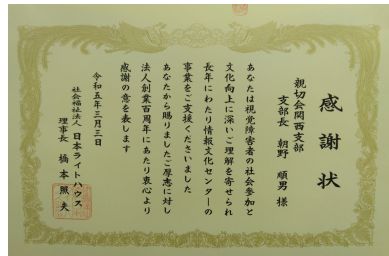 感謝状
親切会関西支部
支部長 朝野 順男 様
あなたは視覚障害者の社会参加と
文化向上に深いご理解を寄せられ
長年にわたり情報文化センターの
事業をご支援くださいました
あなたから賜りましたご厚志に対し
法人創業百周年にあたり衷心より
感謝の意を表します
令和五年三月三日
社会福祉法人 日本ライトハウス
理事長 橋本 照夫